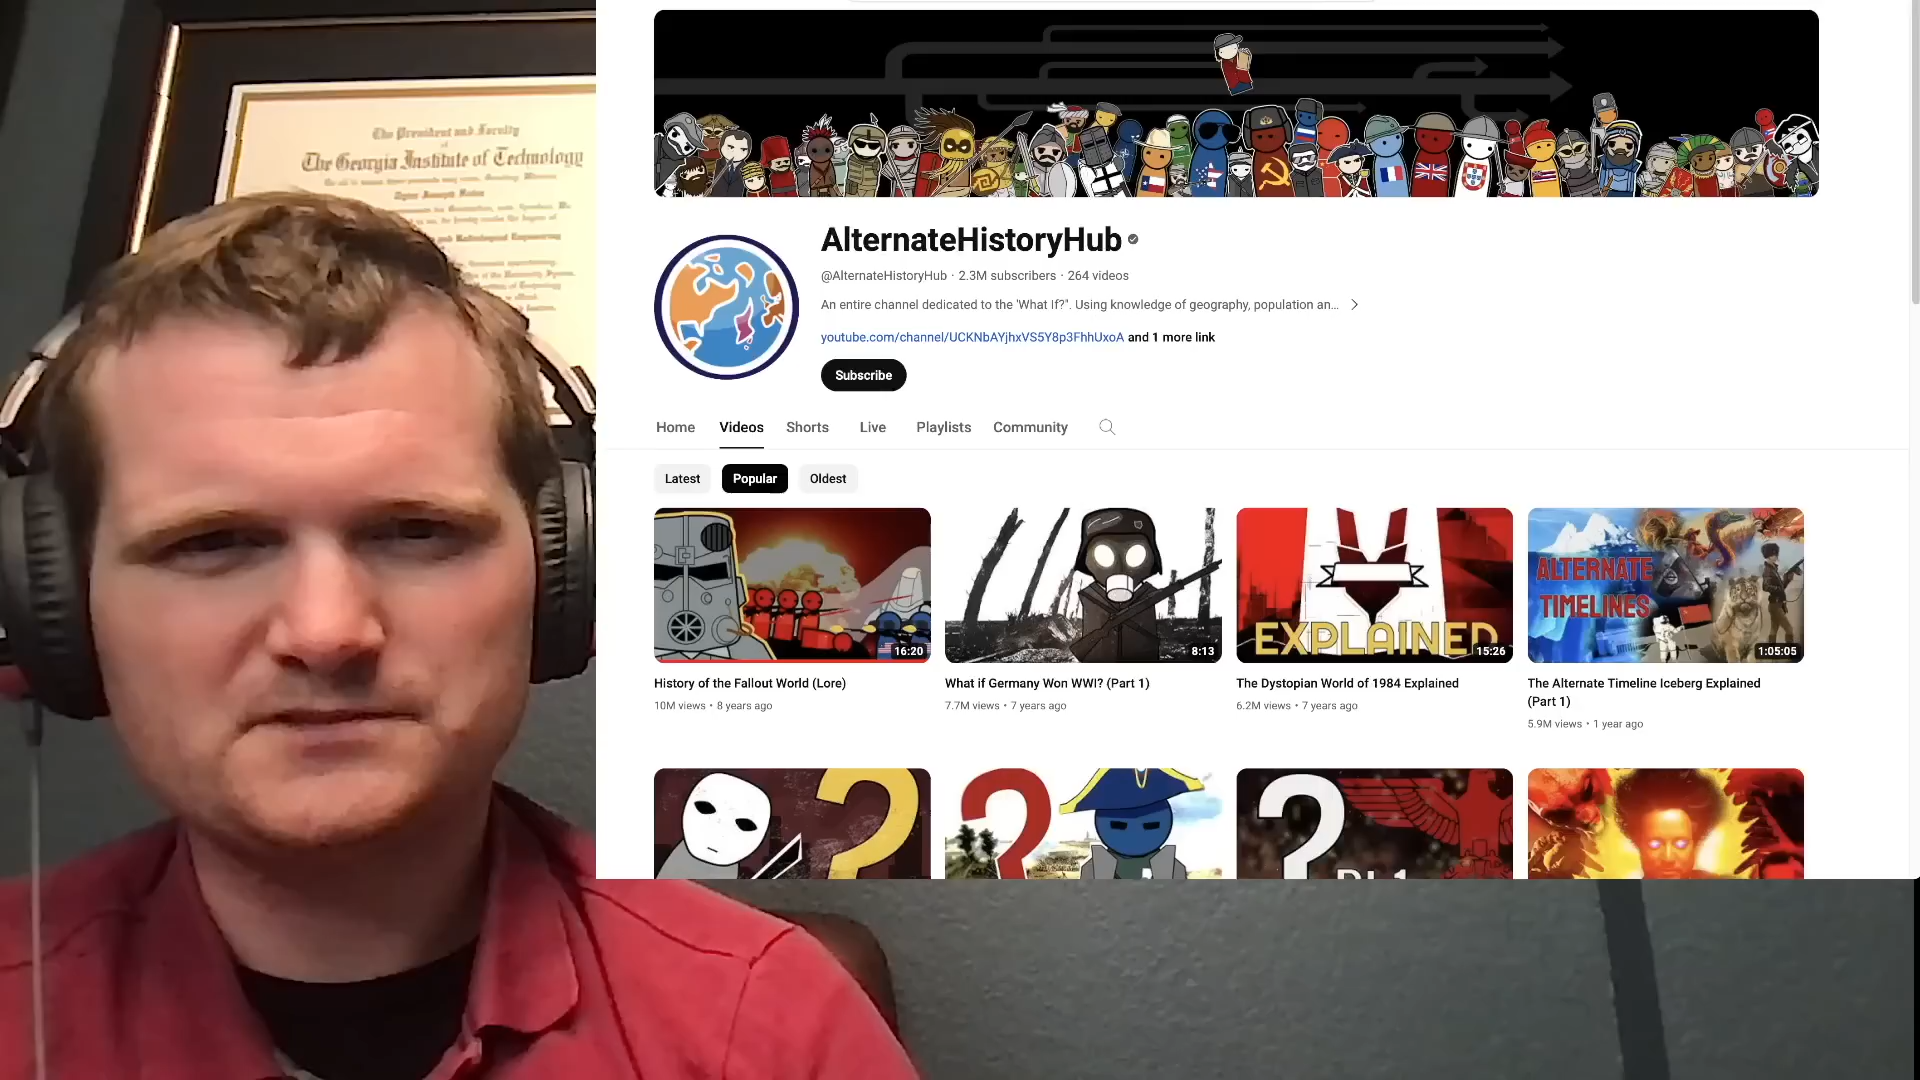 The President and Faculty
of
The Georgia Institute of Technology
AlternateHistoryHub
@AlternateHistoryHub · 2.3M subscribers · 264 videos
An entire channel dedicated to the 'What If?". Using knowledge of geography, population an...
youtube.com/channel/UCKNbAYjhxVS5Y8p3FhhUxoA and 1 more link
Subscribe
Home Videos Shorts Live Playlists Community
Latest Popular Oldest
16:20
8:13
EXPLAINED
15:26
ALTERNATE
TIMELINES
1:05:05
History of the Fallout World (Lore)
10M views • 8 years ago
What if Germany Won WWI? (Part 1)
7.7M views • 7 years ago
The Dystopian World of 1984 Explained
6.2M views • 7 years ago
The Alternate Timeline Iceberg Explained
(Part 1)
5.9M views • 1 year ago
?
?
?